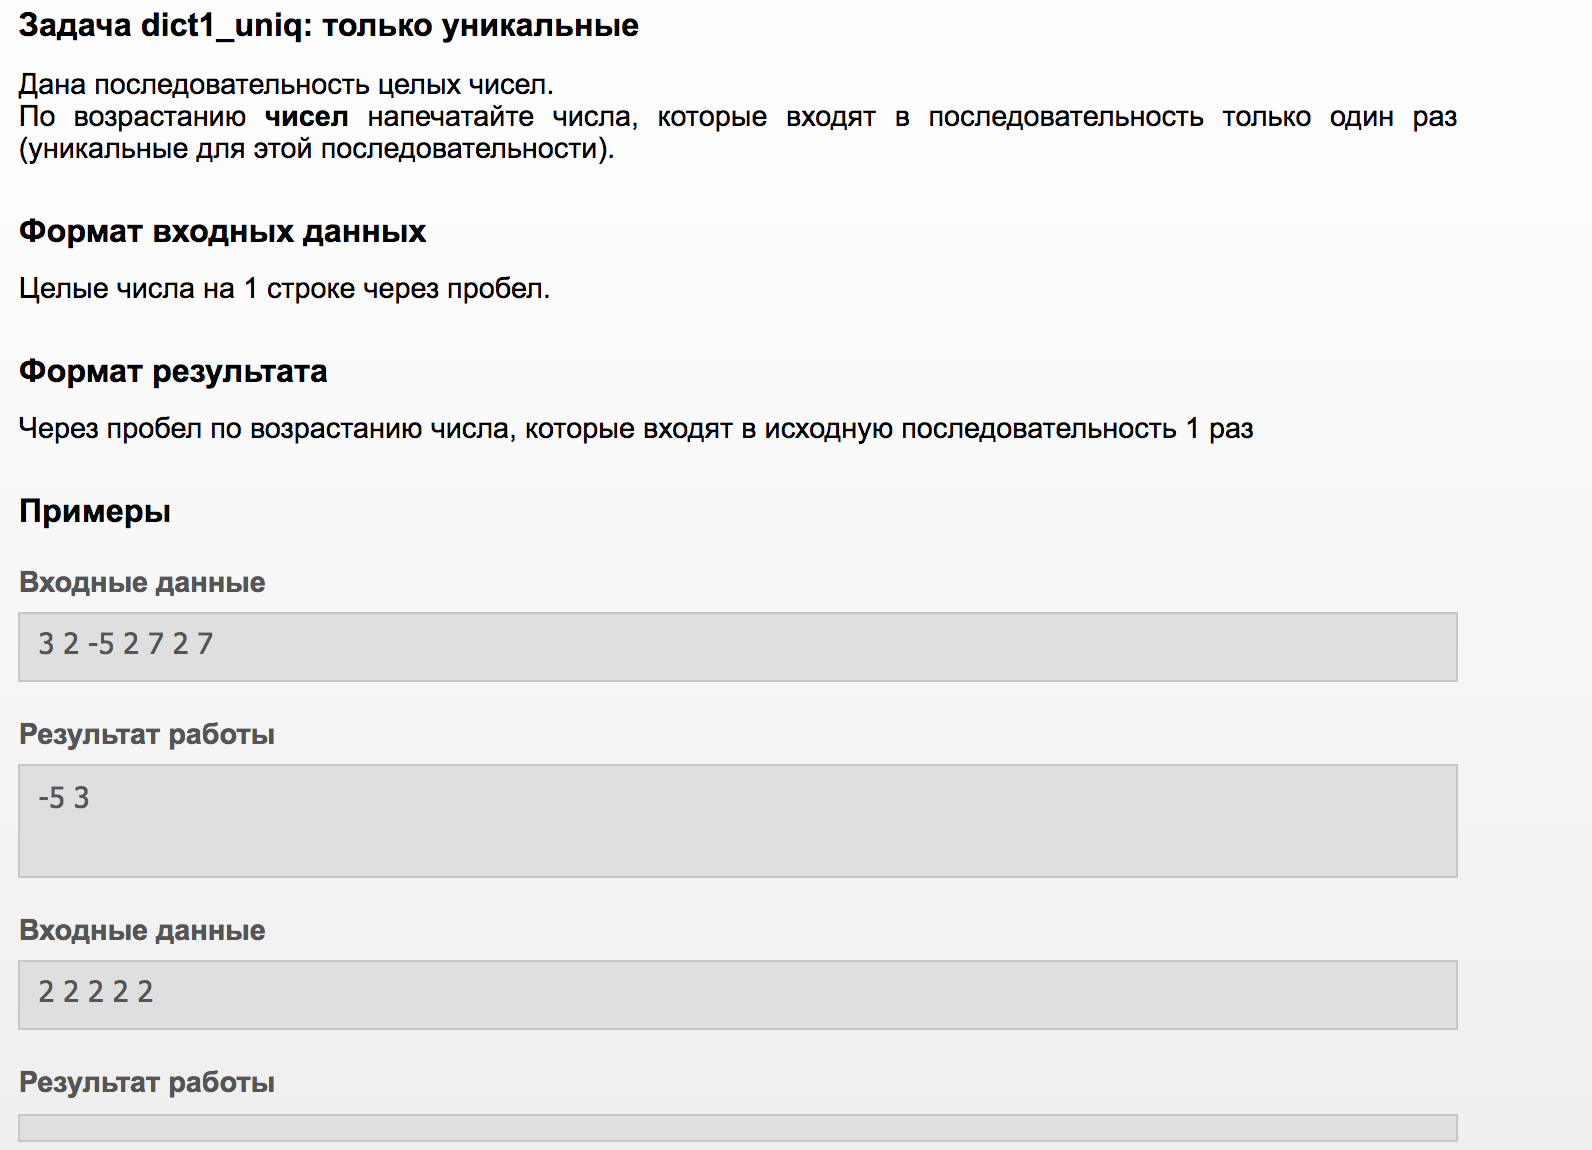 Задача dict1_uniq: только уникальные
Дана последовательность целых чисел.
По возрастанию чисел напечатайте числа, которые входят в последовательность только один раз
(уникальные для этой последовательности).
Формат входных данных
Целые числа на 1 строке через пробел.
Формат результата
Через пробел по возрастанию числа, которые входят в исходную последовательность 1 раз
Примеры
Входные данные
3 2 -5 2 7 2 7
Результат работы
-5 3
Входные данные
2 2 2 2 2
Результат работы